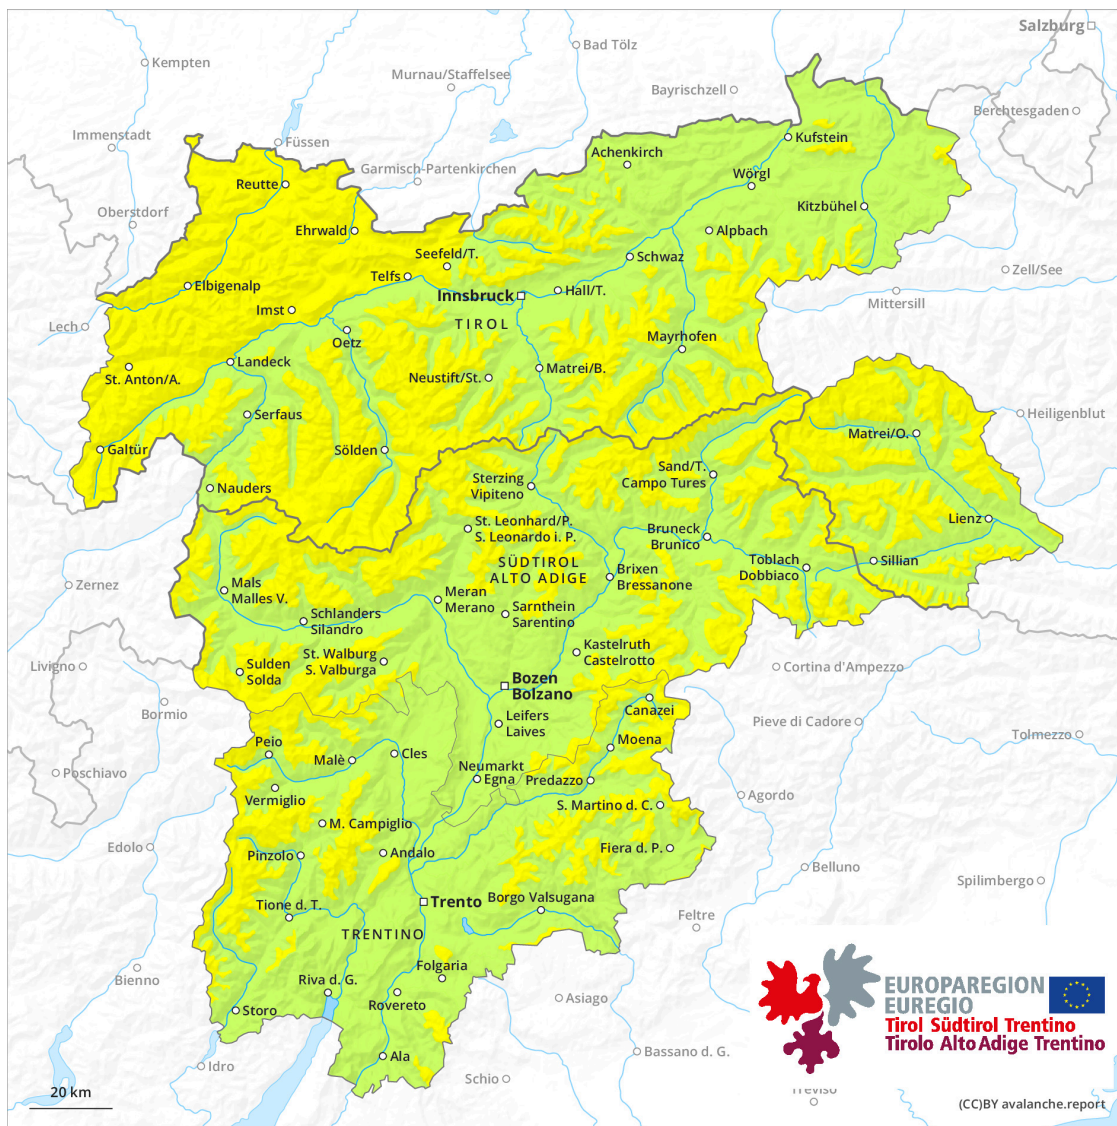 Salzburg
Bad Tölz
Kempten
Murnau/Staffelsee
Bayrischzell
Berchtesgaden
Immenstadt
Füssen
Kufstein
Achenkirch
Garmisch-Partenkirchen
Wörgl
Reutte
Oberstdorf
Kitzbühel
Ehrwald
Alpbach
Seefeld/T.
Schwaz
Zell/See
Telfs
Elbigenalp
Innsbruck
Hall/T.
Mittersill
Imst
TIROL
Lech
Oetz
Mayrhofen
Landeck
Matrei/B.
St. Anton/A.
Neustift/St.
Serfaus
Heiligenblut
Matrei/O.
Galtür
Sölden
Sand/T.
Campo Tures
Sterzing
Vipiteno
Nauders
Lienz
St. Leonhard/P.
S. Leonardo i. P.
Bruneck
Brunico
SÜDTIROL
ALTO ADIGE
Toblach
Dobbiaco
Sillian
Brixen
Bressanone
Zernez
Mals
Malles V.
Meran
Merano
Sarnthein
Sarentino
Schlanders
Silandro
Kastelruth
Castelrotto
St. Walburg
S. Valburga
Livigno
Sulden
Solda
Cortina d'Ampezzo
Bozen
Bolzano
Bormio
Canazei
Leifers
Laives
Pieve di Cadore
Tolmezzo
Peio
Moena
Cles
Malè
Poschiavo
Neumarkt
Egna
Predazzo
Vermiglio
Agordo
S. Martino d. C.
M. Campiglio
Edolo
Pinzolo
Andalo
Fiera d. P.
Belluno
Spilimbergo
Tione d. T.
Trento
Borgo Valsugana
Feltre
TRENTINO
Bienno
Folgaria
Riva d. G.
EUROPAREGION
EUREGIO
Tirol Südtirol Trentino
Tirolo Alto Adige Trentino
Storo
Rovereto
Asiago
Ala
Bassano d. G.
Idro
Schio
20 km
Treviso
(CC)BY avalanche.report